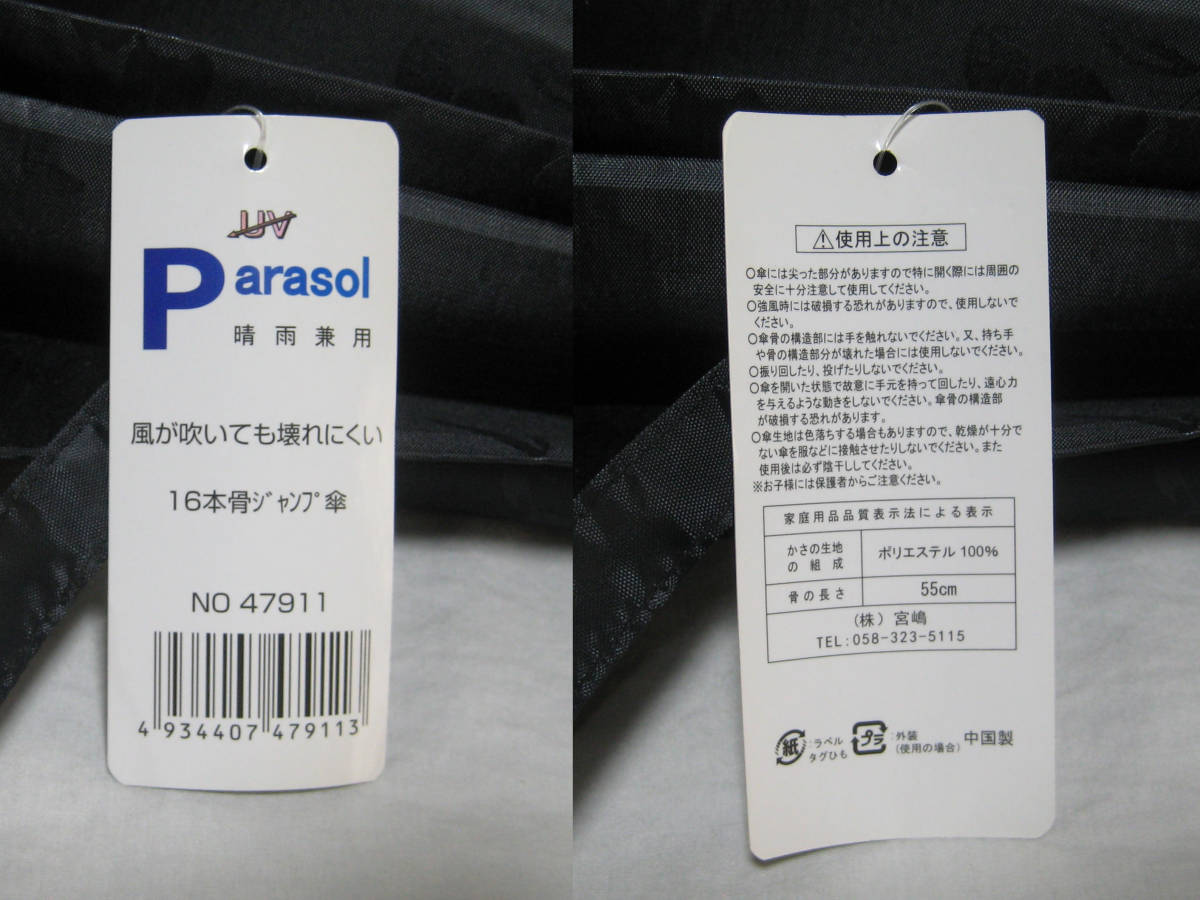 UV
Parasol
晴雨兼用
風が吹いても壊れにくい
16本骨ｼﾞｬﾝﾌﾟ傘
NO 47911
4 934407 479113
⚠使用上の注意
○傘には尖った部分がありますので特に開く際には周囲の
安全に十分注意して使用してください。
○強風時には破損する恐れがありますので、使用しないで
ください。
○傘骨の構造部には手を触れないでください。又、持ち手
や骨の構造部分が壊れた場合には使用しないでください。
○振り回したり、投げたりしないでください。
○傘を開いた状態で故意に手元を持って回したり、遠心力
を与えるような動きをしないでください。傘骨の構造部
が破損する恐れがあります。
○傘生地は色落ちする場合もありますので、乾燥が十分で
ない傘を服などに接触させたりしないでください。また
使用後は必ず陰干ししてください。
※お子様には保護者からご注意ください。
家庭用品品質表示法による表示
かさの生地
の組成
ポリエステル 100%
骨の長さ
55cm
(株) 宮嶋
TEL:058-323-5115
紙:ラベル
タグひも
プラ:外装
(使用の場合)
中国製